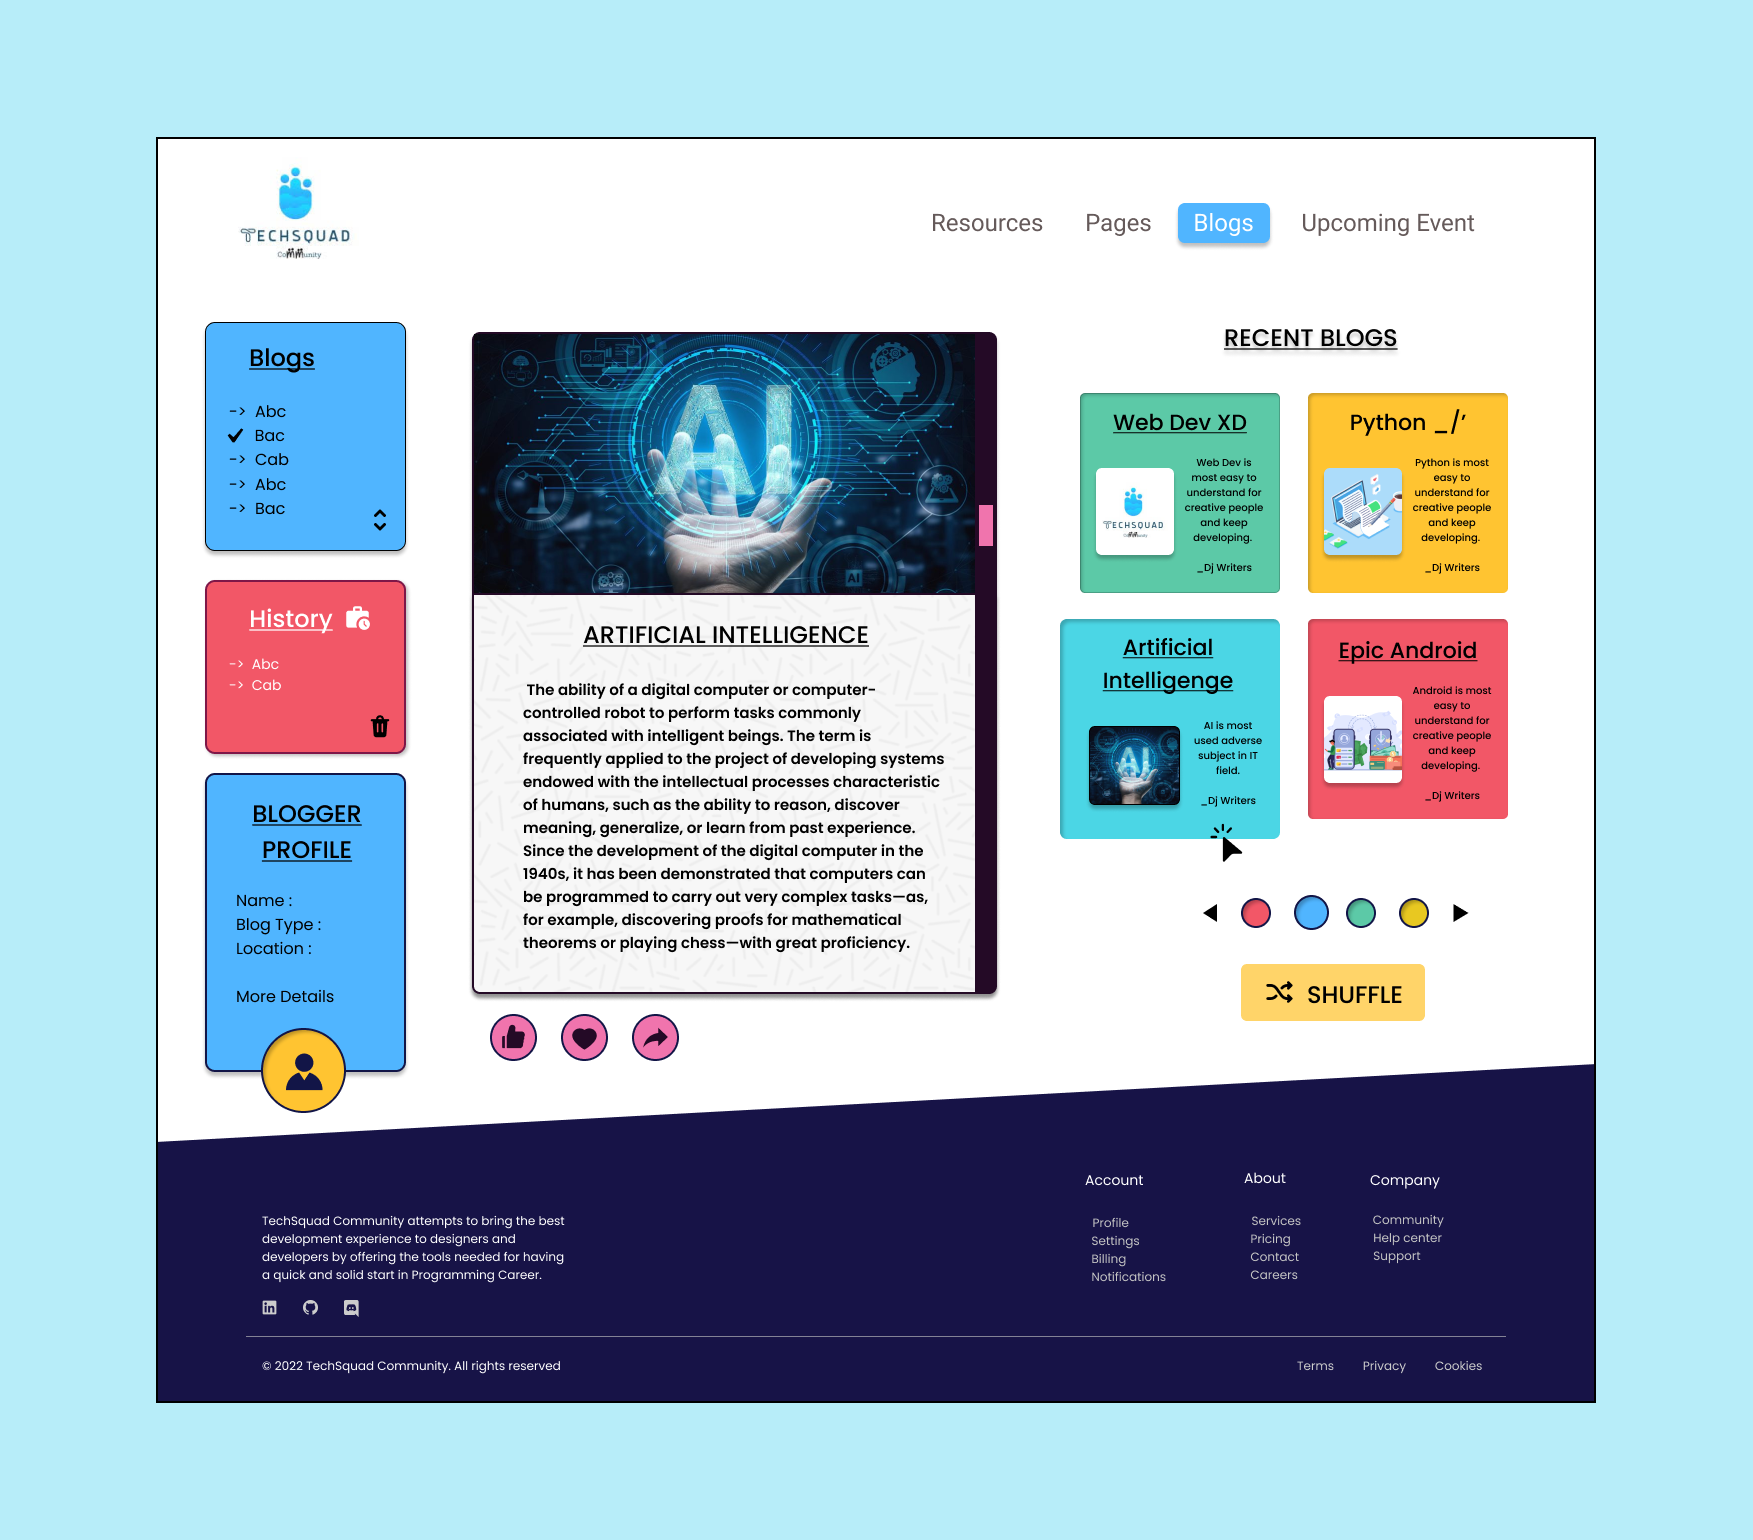 TECHSQUAD
Community
Resources
Pages
Blogs
Upcoming Event
Blogs
-> Abc
Bac
-> Cab
-> Abc
-> Bac
History
-> Abc
-> Cab
BLOGGER
PROFILE
Name :
Blog Type :
Location :
More Details
AI
AI
ARTIFICIAL INTELLIGENCE
The ability of a digital computer or computer-
controlled robot to perform tasks commonly
associated with intelligent beings. The term is
frequently applied to the project of developing systems
endowed with the intellectual processes characteristic
of humans, such as the ability to reason, discover
meaning, generalize, or learn from past experience.
Since the development of the digital computer in the
1940s, it has been demonstrated that computers can
be programmed to carry out very complex tasks—as,
for example, discovering proofs for mathematical
theorems or playing chess—with great proficiency.
RECENT BLOGS
Web Dev XD
TECHSQUAD
Web Dev is
most easy to
understand for
creative people
and keep
developing.
_Dj Writers
Python _/’
Python is most
easy to
understand for
creative people
and keep
developing.
_Dj Writers
Artificial
Intelligenge
AI
AI is most
used adverse
subject in IT
field.
_Dj Writers
Epic Android
Android is most
easy to
understand for
creative people
and keep
developing.
_Dj Writers
SHUFFLE
TechSquad Community attempts to bring the best
development experience to designers and
developers by offering the tools needed for having
a quick and solid start in Programming Career.
Account
Profile
Settings
Billing
Notifications
About
Services
Pricing
Contact
Careers
Company
Community
Help center
Support
© 2022 TechSquad Community. All rights reserved
Terms
Privacy
Cookies